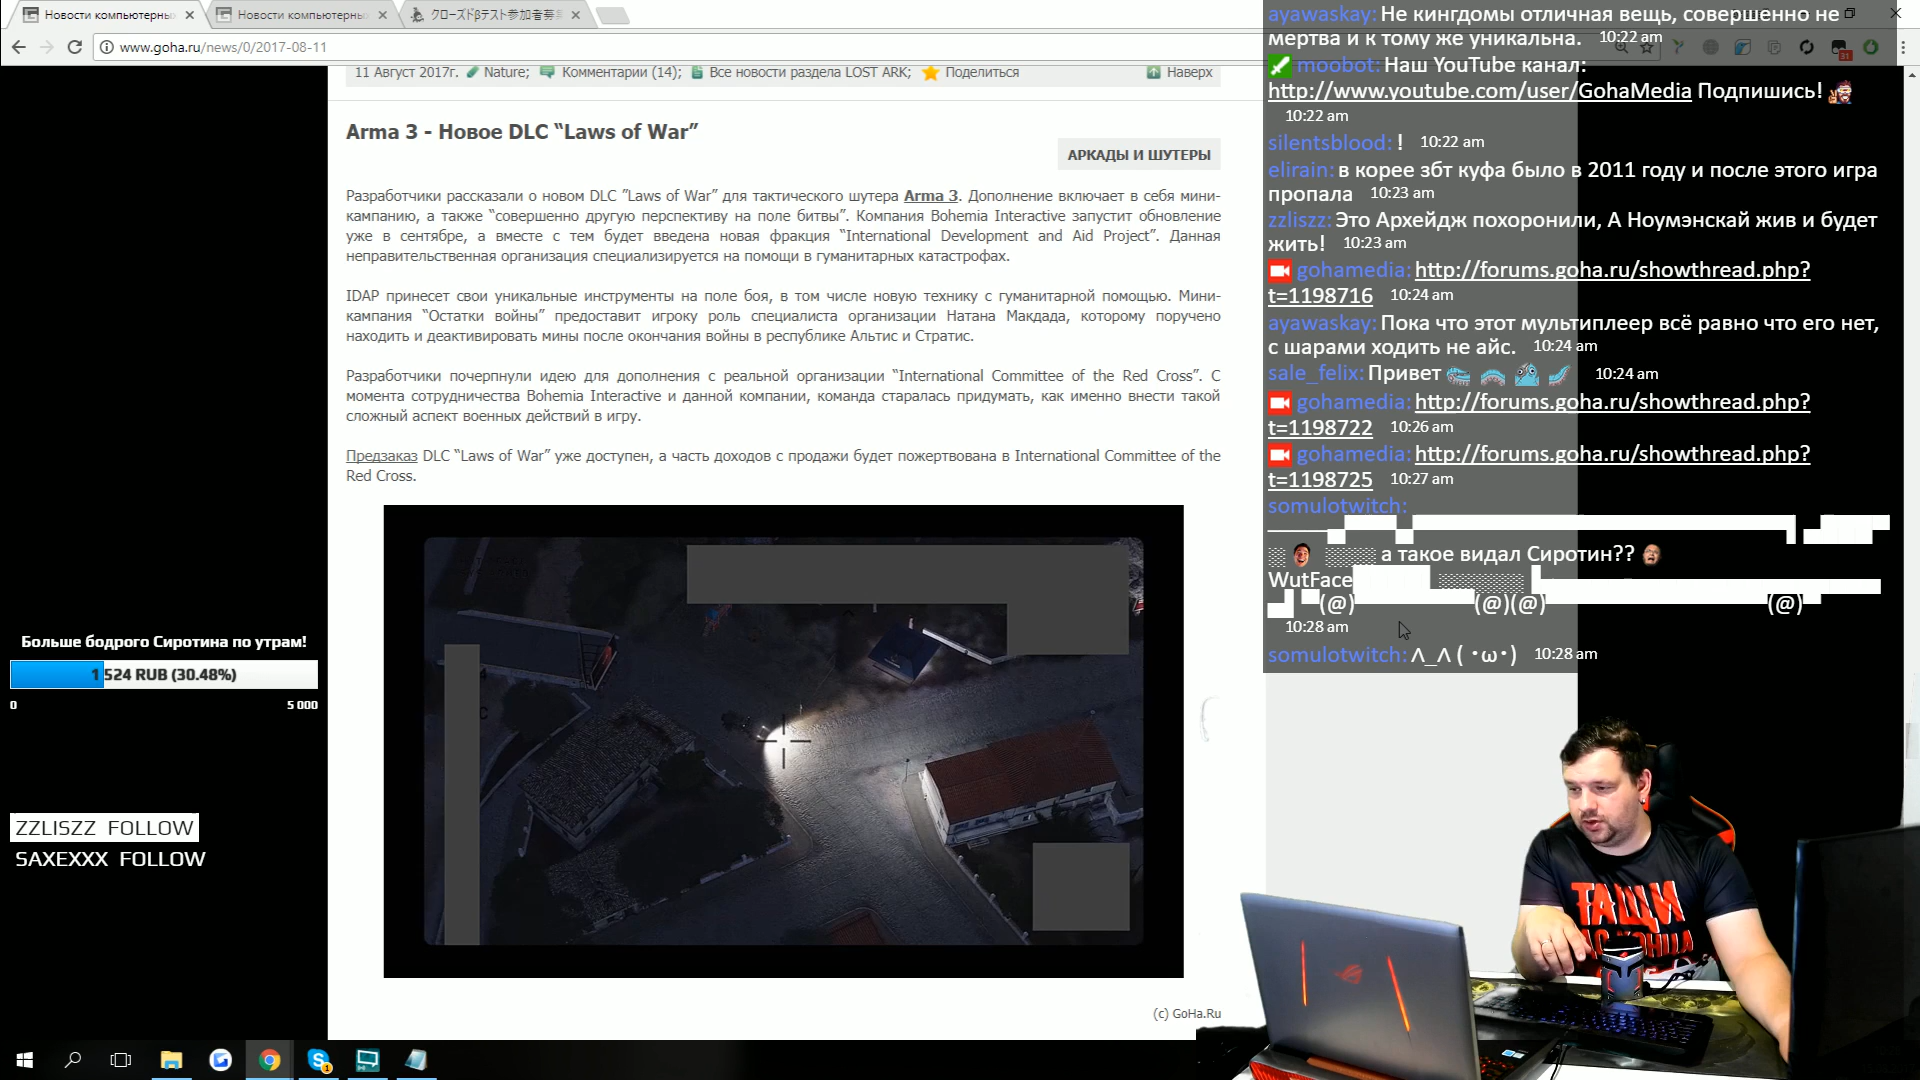 Новости компьютерных
Новости компьютерных
クローズドβテスト参加者募集
www.goha.ru/news/0/2017-08-11
11 Август 2017г. Nature; Комментарии (14); Все новости раздела LOST ARK; Поделиться Наверх
Arma 3 - Новое DLC “Laws of War”
АРКАДЫ И ШУТЕРЫ
Разработчики рассказали о новом DLC ”Laws of War” для тактического шутера Arma 3. Дополнение включает в себя мини-
кампанию, а также “совершенно другую перспективу на поле битвы”. Компания Bohemia Interactive запустит обновление
уже в сентябре, а вместе с тем будет введена новая фракция “International Development and Aid Project”. Данная
неправительственная организация специализируется на помощи в гуманитарных катастрофах.
IDAP принесет свои уникальные инструменты на поле боя, в том числе новую технику с гуманитарной помощью. Мини-
кампания “Остатки войны” предоставит игроку роль специалиста организации Натана Макдада, которому поручено
находить и деактивировать мины после окончания войны в республике Альтис и Стратис.
Разработчики почерпнули идею для дополнения с реальной организации “International Committee of the Red Cross”. С
момента сотрудничества Bohemia Interactive и данной компании, команда старалась придумать, как именно внести такой
сложный аспект военных действий в игру.
Предзаказ DLC “Laws of War” уже доступен, а часть доходов с продажи будет пожертвована в International Committee of the
Red Cross.
(c) GoHa.Ru
Больше бодрого Сиротина по утрам!
1 524 RUB (30.48%)
0 5 000
ZZLISZZ FOLLOW
SAXEXXX FOLLOW
ayawaskay: Не кингдомы отличная вещь, совершенно не
мертва и к тому же уникальна. 10:22 am
moobot: Наш YouTube канал:
http://www.youtube.com/user/GohaMedia Подпишись!
10:22 am
silentsblood: ! 10:22 am
elirain: в корее збт куфа было в 2011 году и после этого игра
пропала 10:23 am
zzliszz: Это Архейдж похоронили, А Ноумэнскай жив и будет
жить! 10:23 am
gohamedia: http://forums.goha.ru/showthread.php?
t=1198716 10:24 am
ayawaskay: Пока что этот мультиплеер всё равно что его нет,
с шарами ходить не айс. 10:24 am
sale_felix: Привет 10:24 am
gohamedia: http://forums.goha.ru/showthread.php?
t=1198722 10:26 am
gohamedia: http://forums.goha.ru/showthread.php?
t=1198725 10:27 am
somulotwitch:
а такое видал Сиротин??
WutFace
(@) (@)(@) (@)
10:28 am
somulotwitch: Λ_Λ ( ･ω･) 10:28 am
ТАЩИ